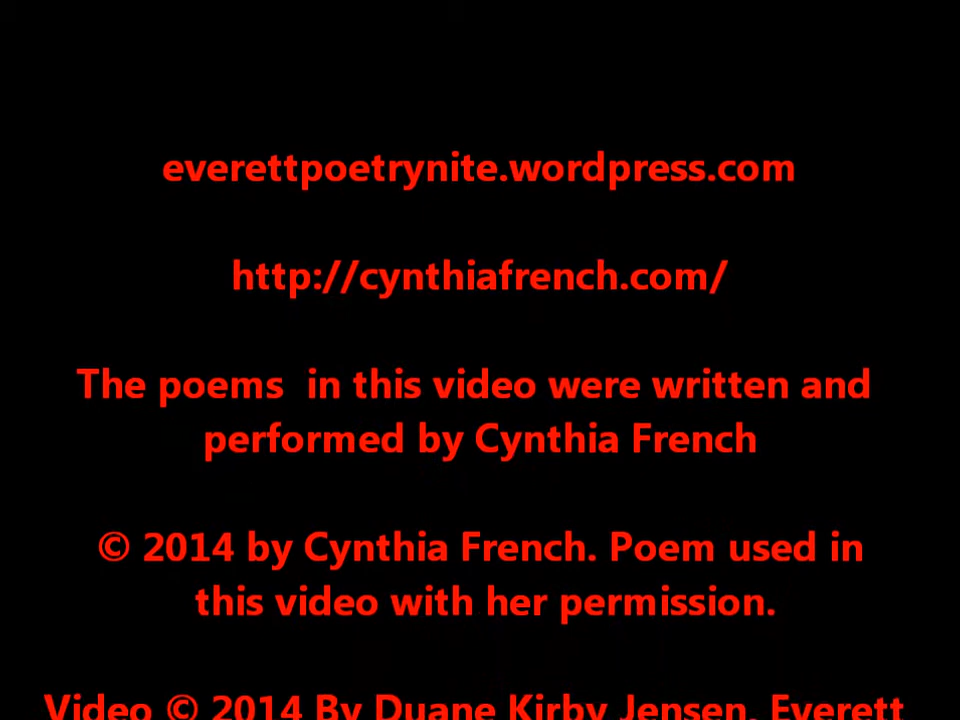 everettpoetrynite.wordpress.com
http://cynthiafrench.com/
The poems  in this video were written and
performed by Cynthia French
© 2014 by Cynthia French. Poem used in
this video with her permission.
Video © 2014 By Duane Kirby Jensen, Everett